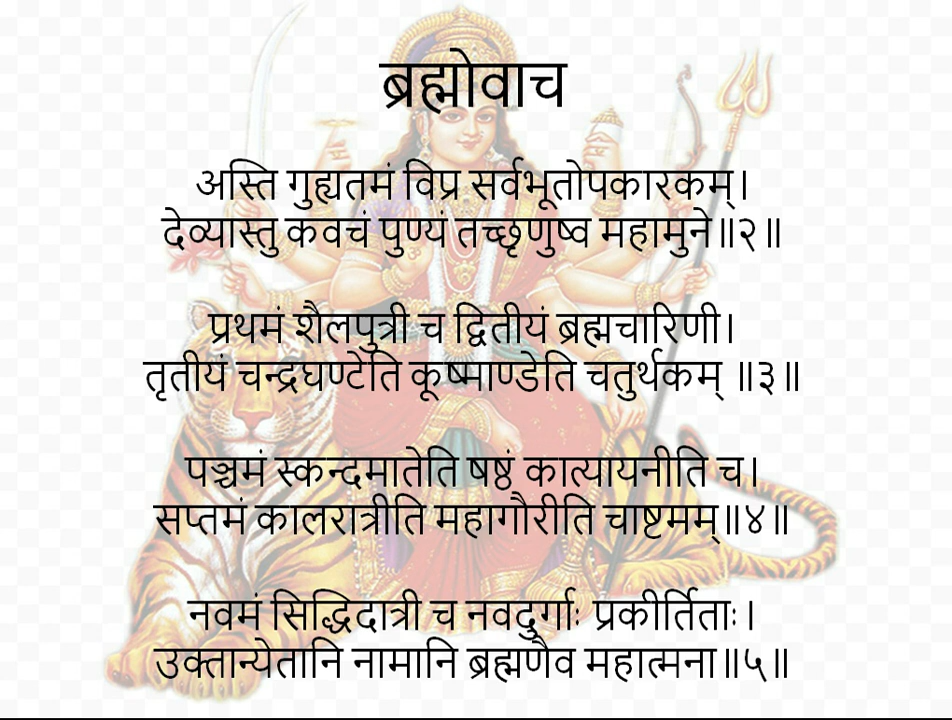 ब्रह्मोवाच
अस्ति गुह्यतमं विप्र सर्वभूतोपकारकम्।
देव्यास्तु कवचं पुण्यं तच्छृणुष्व महामुने॥२॥
प्रथमं शैलपुत्री च द्वितीयं ब्रह्मचारिणी।
तृतीयं चन्द्रघण्टेति कूष्माण्डेति चतुर्थकम् ॥३॥
पञ्चमं स्कन्दमातेति षष्ठं कात्यायनीति च।
सप्तमं कालरात्रीति महागौरीति चाष्टमम्॥४॥
नवमं सिद्धिदात्री च नवदुर्गाः प्रकीर्तिताः।
उक्तान्येतानि नामानि ब्रह्मणैव महात्मना॥५॥